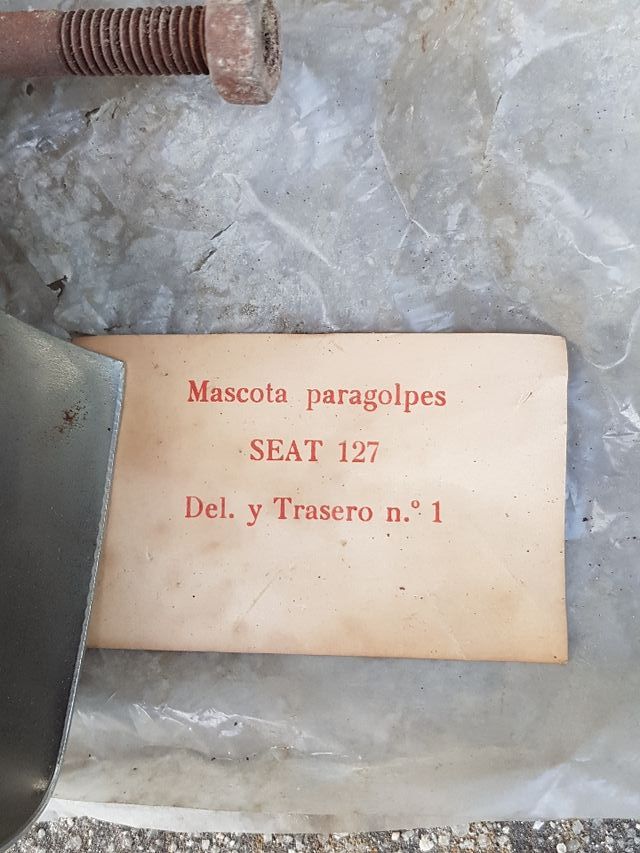 Mascota paragolpes
SEAT 127
Del. y Trasero n.º 1